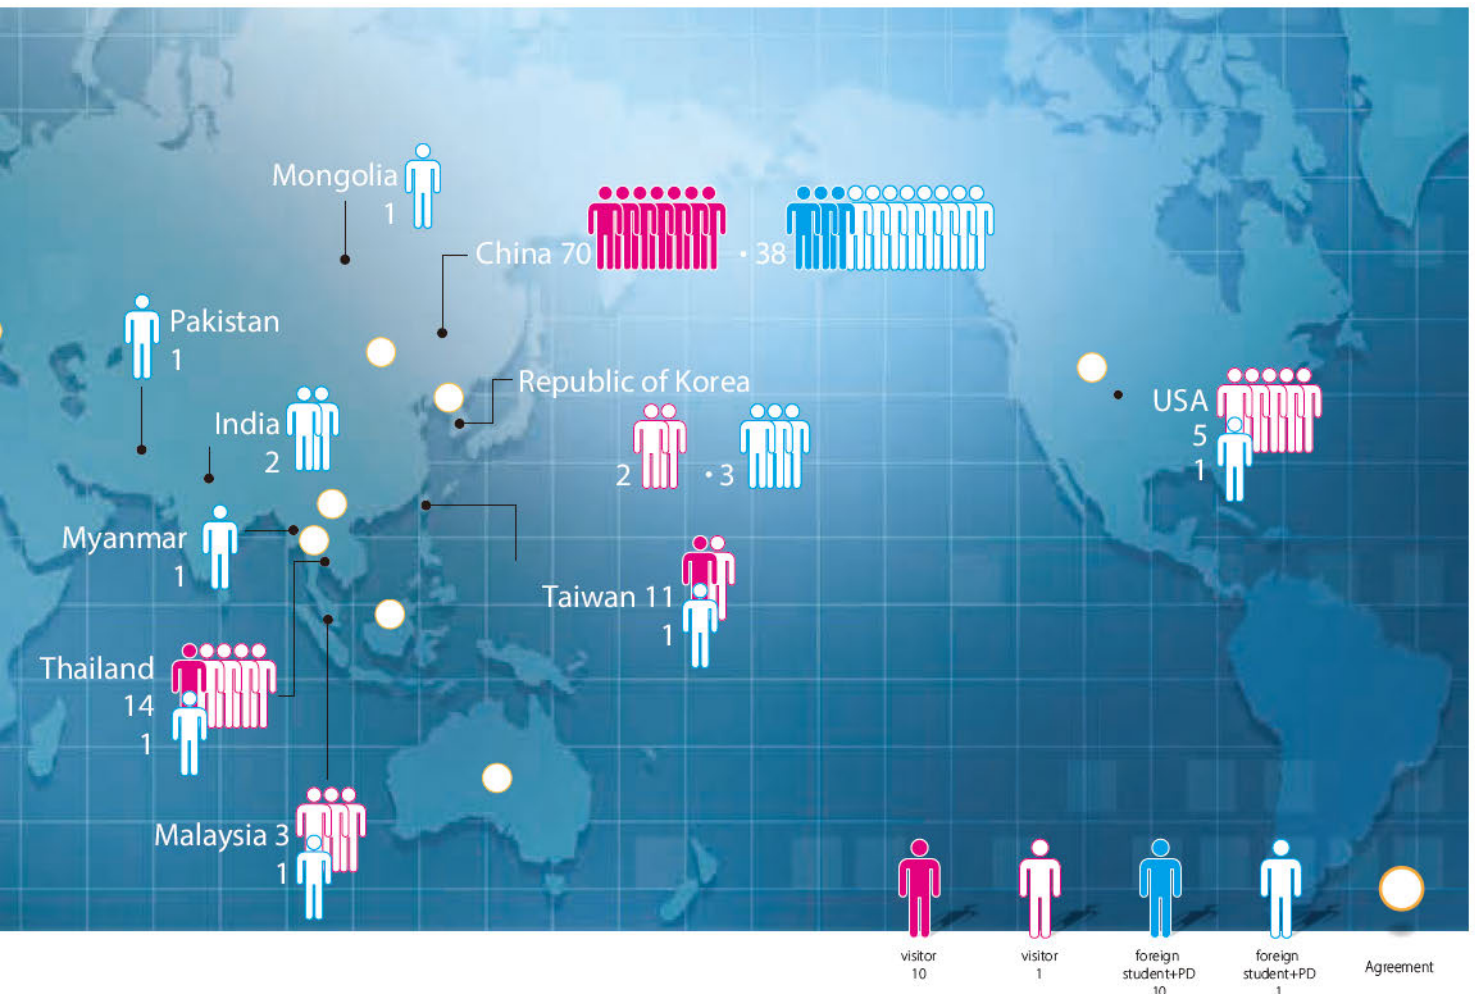 Mongolia
1
China 70
・38
Pakistan
1
Republic of Korea
2
・3
USA
5
1
India
2
Myanmar
1
Taiwan 11
1
Thailand
14
1
Malaysia 3
1
visitor
10
visitor
1
foreign
student+PD
10
foreign
student+PD
1
Agreement